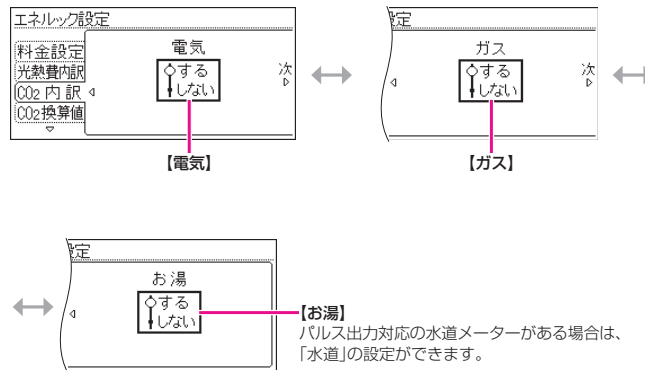 エネルック設定
料金設定
光熱費内訳
CO2 内 訳
CO2換算値
電気
する
しない
次
【電気】
定
ガス
する
しない
次
【ガス】
定
お湯
する
しない
【お湯】
パルス出力対応の水道メーターがある場合は、
「水道」の設定ができます。